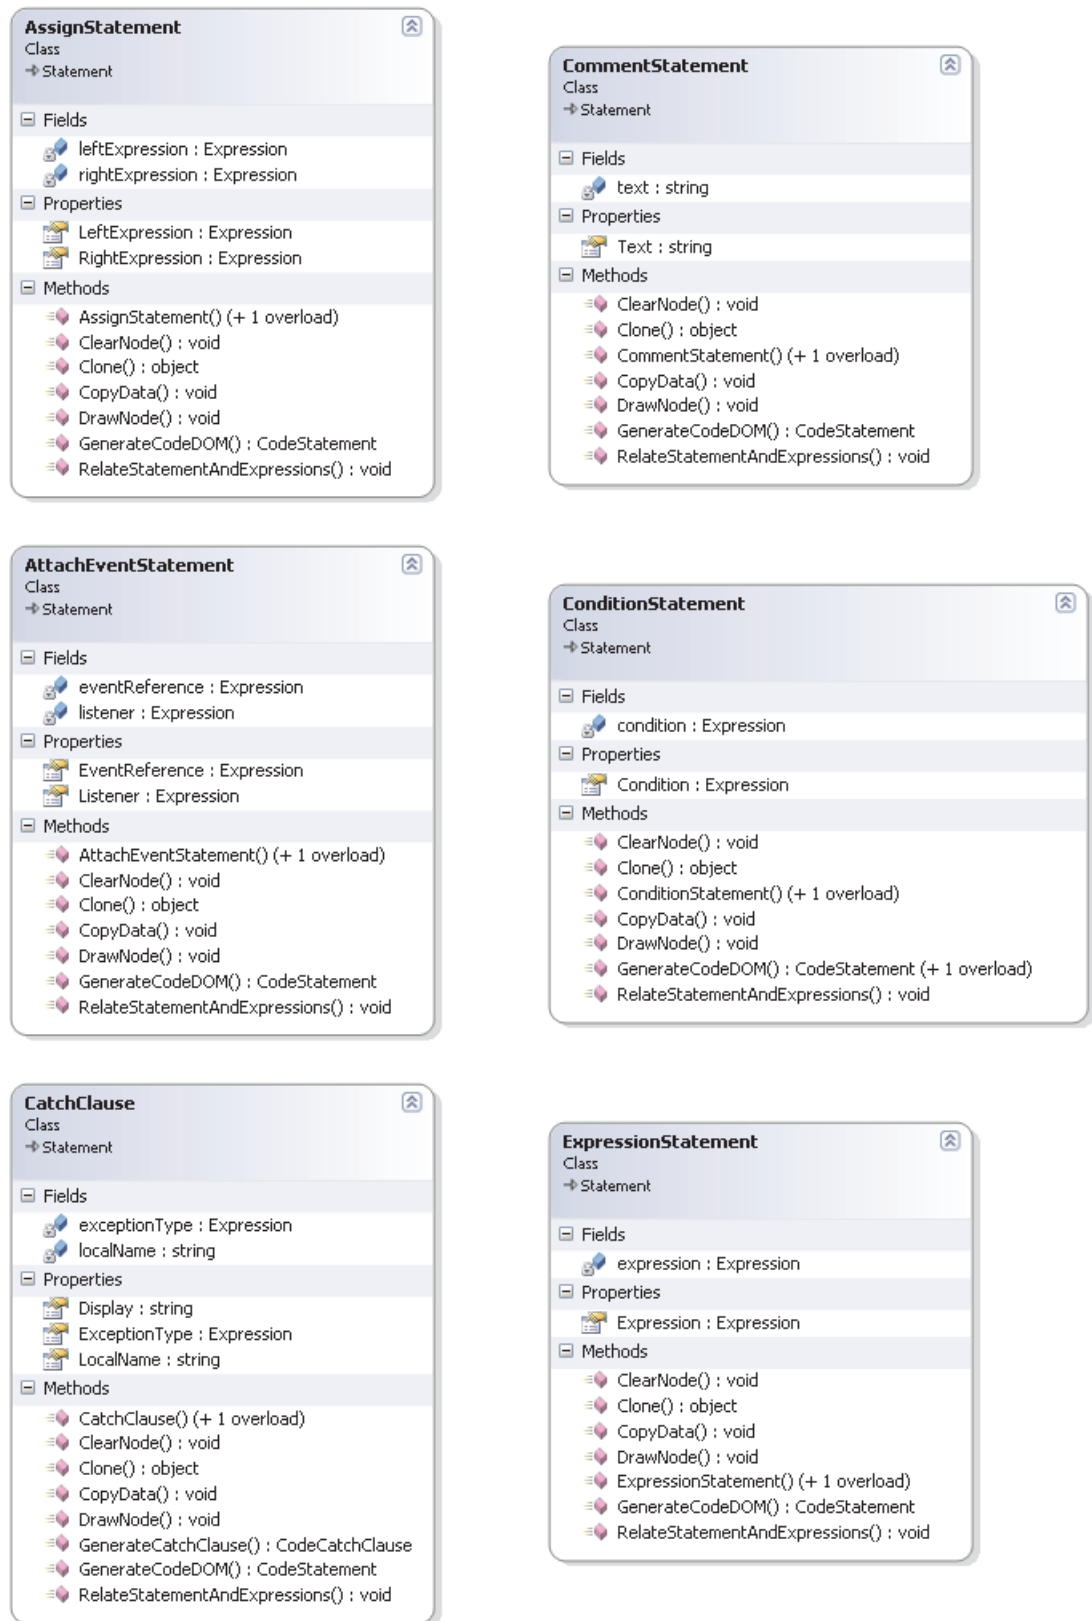 AssignStatement
Class
Statement
Fields
leftExpression : Expression
rightExpression : Expression
Properties
LeftExpression : Expression
RightExpression : Expression
Methods
AssignStatement() (+ 1 overload)
ClearNode() : void
Clone() : object
CopyData() : void
DrawNode() : void
GenerateCodeDOM() : CodeStatement
RelateStatementAndExpressions() : void
CommentStatement
Class
Statement
Fields
text : string
Properties
Text : string
Methods
ClearNode() : void
Clone() : object
CommentStatement() (+ 1 overload)
CopyData() : void
DrawNode() : void
GenerateCodeDOM() : CodeStatement
RelateStatementAndExpressions() : void
AttachEventStatement
Class
Statement
Fields
eventReference : Expression
listener : Expression
Properties
EventReference : Expression
Listener : Expression
Methods
AttachEventStatement() (+ 1 overload)
ClearNode() : void
Clone() : object
CopyData() : void
DrawNode() : void
GenerateCodeDOM() : CodeStatement
RelateStatementAndExpressions() : void
ConditionStatement
Class
Statement
Fields
condition : Expression
Properties
Condition : Expression
Methods
ClearNode() : void
Clone() : object
ConditionStatement() (+ 1 overload)
CopyData() : void
DrawNode() : void
GenerateCodeDOM() : CodeStatement (+ 1 overload)
RelateStatementAndExpressions() : void
CatchClause
Class
Statement
Fields
exceptionType : Expression
localName : string
Properties
Display : string
ExceptionType : Expression
LocalName : string
Methods
CatchClause() (+ 1 overload)
ClearNode() : void
Clone() : object
CopyData() : void
DrawNode() : void
GenerateCatchClause() : CodeCatchClause
GenerateCodeDOM() : CodeStatement
RelateStatementAndExpressions() : void
ExpressionStatement
Class
Statement
Fields
expression : Expression
Properties
Expression : Expression
Methods
ClearNode() : void
Clone() : object
CopyData() : void
DrawNode() : void
ExpressionStatement() (+ 1 overload)
GenerateCodeDOM() : CodeStatement
RelateStatementAndExpressions() : void